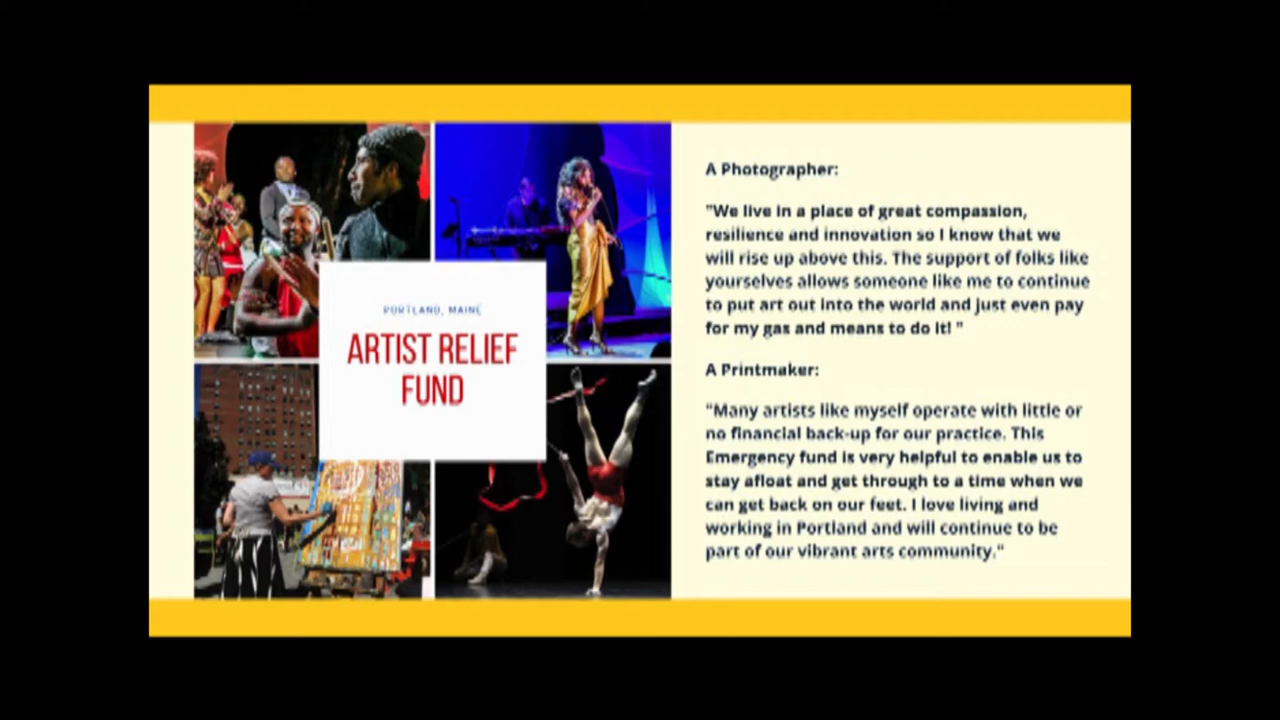 PORTLAND, MAINE
ARTIST RELIEF
FUND
A Photographer:
"We live in a place of great compassion,
resilience and innovation so I know that we
will rise up above this. The support of folks like
yourselves allows someone like me to continue
to put art out into the world and just even pay
for my gas and means to do it! "
A Printmaker:
"Many artists like myself operate with little or
no financial back-up for our practice. This
Emergency fund is very helpful to enable us to
stay afloat and get through to a time when we
can get back on our feet. I love living and
working in Portland and will continue to be
part of our vibrant arts community."